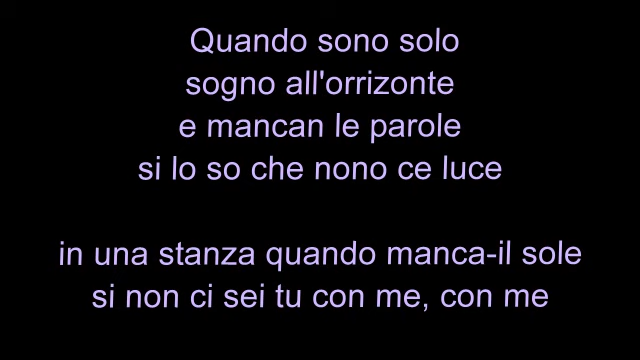 Quando sono solo
sogno all'orrizonte
e mancan le parole
si lo so che nono ce luce
in una stanza quando manca-il sole
si non ci sei tu con me, con me